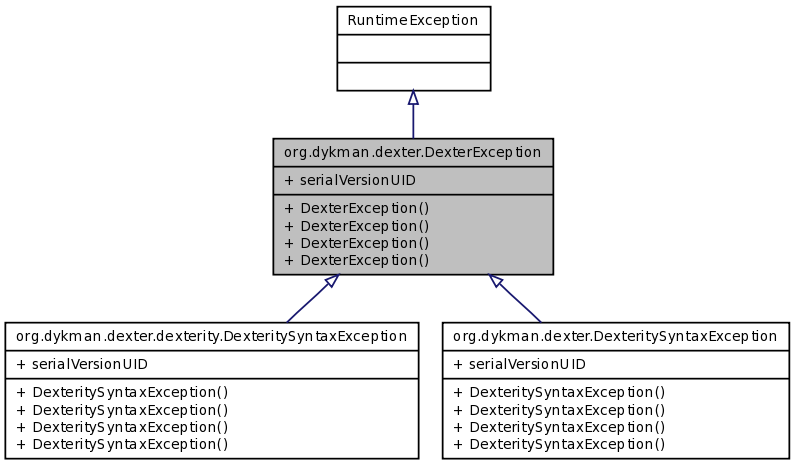 RuntimeException
org.dykman.dexter.DexterException
+ serialVersionUID
+ DexterException()
+ DexterException()
+ DexterException()
+ DexterException()
org.dykman.dexter.dexterity.DexteritySyntaxException
+ serialVersionUID
+ DexteritySyntaxException()
+ DexteritySyntaxException()
+ DexteritySyntaxException()
+ DexteritySyntaxException()
org.dykman.dexter.DexteritySyntaxException
+ serialVersionUID
+ DexteritySyntaxException()
+ DexteritySyntaxException()
+ DexteritySyntaxException()
+ DexteritySyntaxException()